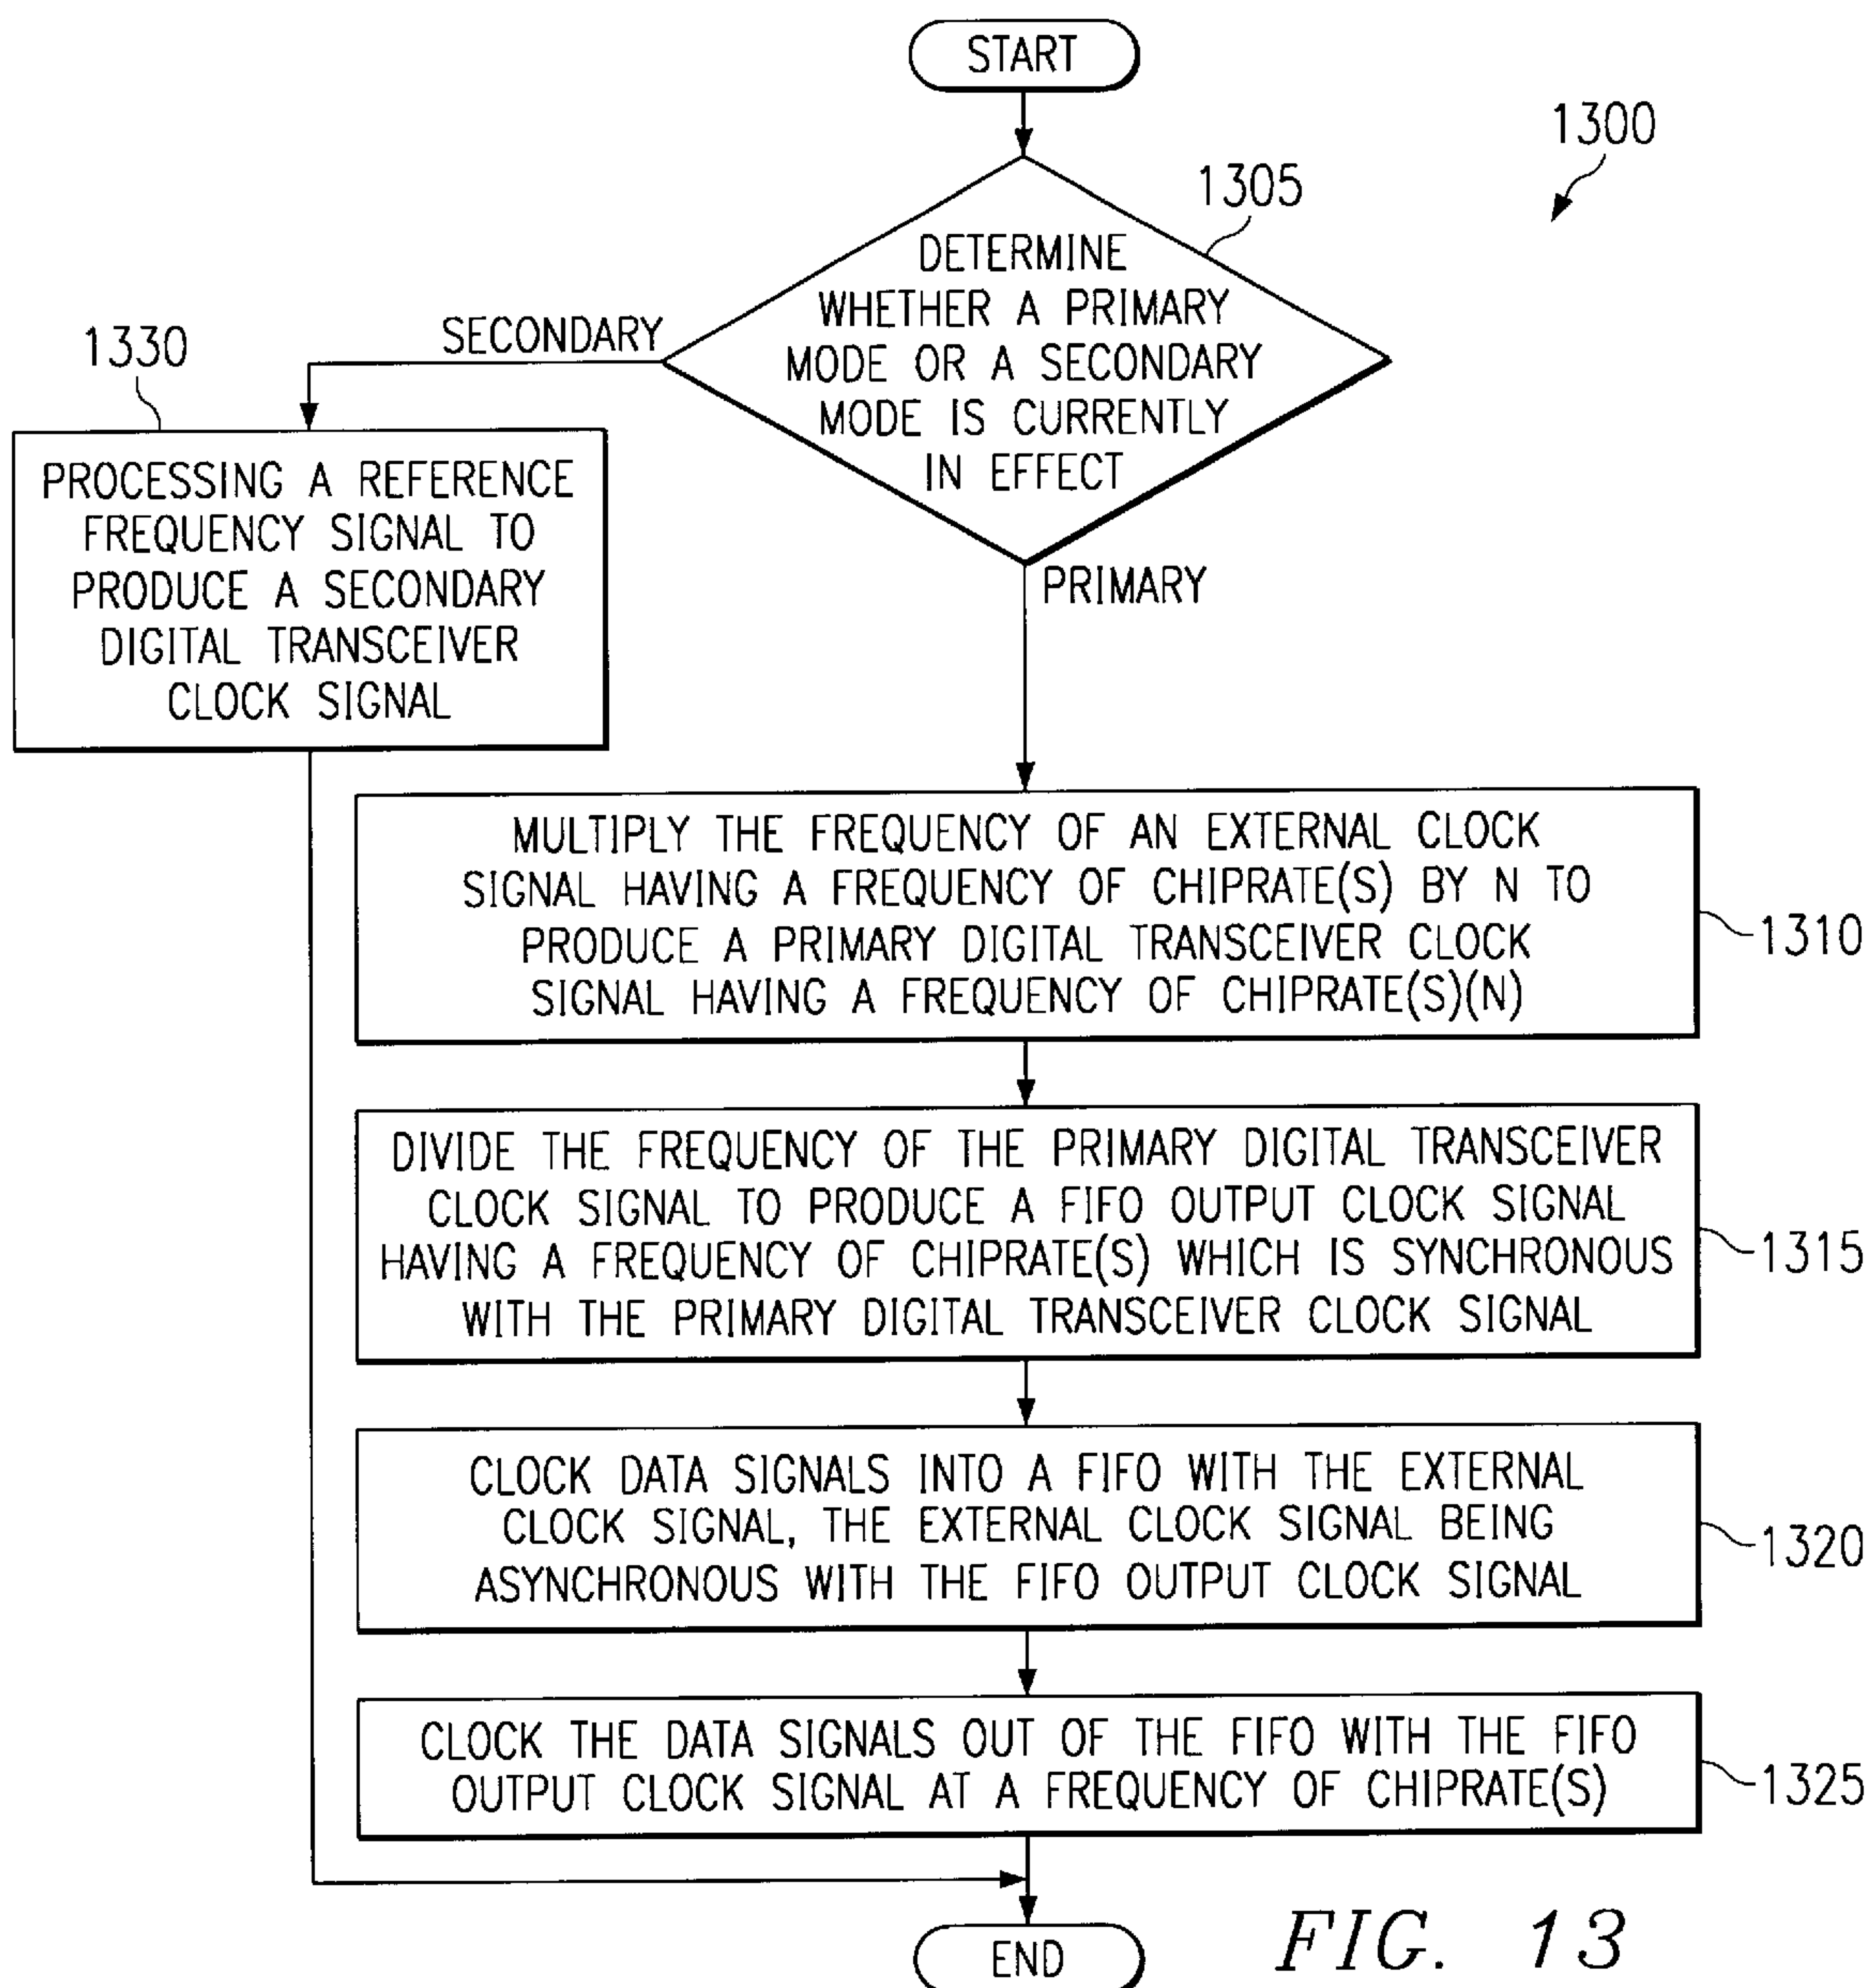 START
1300
1305
DETERMINE
WHETHER A PRIMARY
MODE OR A SECONDARY
MODE IS CURRENTLY
IN EFFECT
SECONDARY
1330
PROCESSING A REFERENCE
FREQUENCY SIGNAL TO
PRODUCE A SECONDARY
DIGITAL TRANSCEIVER
CLOCK SIGNAL
PRIMARY
MULTIPLY THE FREQUENCY OF AN EXTERNAL CLOCK
SIGNAL HAVING A FREQUENCY OF CHIPRATE(S) BY N TO
PRODUCE A PRIMARY DIGITAL TRANSCEIVER CLOCK
SIGNAL HAVING A FREQUENCY OF CHIPRATE(S)(N)
1310
DIVIDE THE FREQUENCY OF THE PRIMARY DIGITAL TRANSCEIVER
CLOCK SIGNAL TO PRODUCE A FIFO OUTPUT CLOCK SIGNAL
HAVING A FREQUENCY OF CHIPRATE(S) WHICH IS SYNCHRONOUS
WITH THE PRIMARY DIGITAL TRANSCEIVER CLOCK SIGNAL
1315
CLOCK DATA SIGNALS INTO A FIFO WITH THE EXTERNAL
CLOCK SIGNAL, THE EXTERNAL CLOCK SIGNAL BEING
ASYNCHRONOUS WITH THE FIFO OUTPUT CLOCK SIGNAL
1320
CLOCK THE DATA SIGNALS OUT OF THE FIFO WITH THE FIFO
OUTPUT CLOCK SIGNAL AT A FREQUENCY OF CHIPRATE(S)
1325
END
FIG. 13